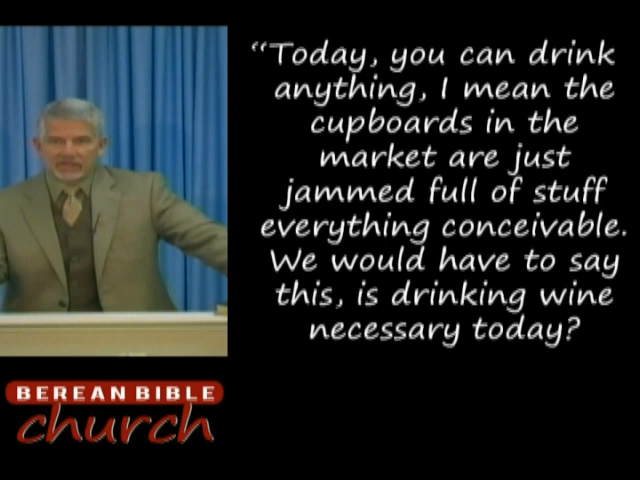 “Today, you can drink
anything, I mean the
cupboards in the
market are just
jammed full of stuff
everything conceivable.
We would have to say
this, is drinking wine
necessary today?
BEREAN BIBLE
church